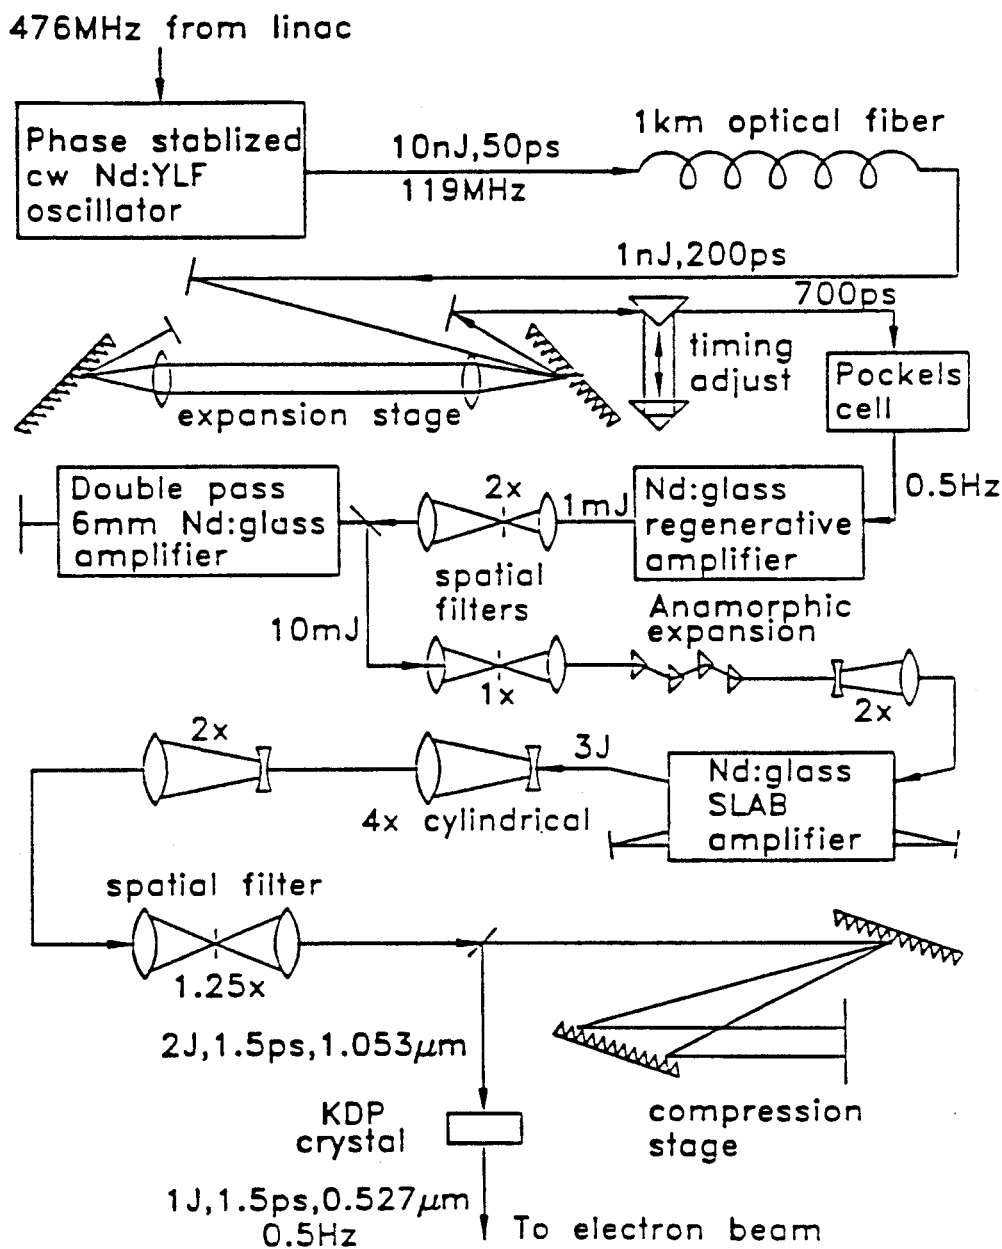 476MHz from linac
Phase stablized
cw Nd:YLF
oscillator
10nJ,50ps
119MHz
1km optical fiber
1nJ,200ps
700ps
timing
adjust
Pockels
cell
expansion stage
0.5Hz
Double pass
6mm Nd:glass
amplifier
2x
1mJ
Nd:glass
regenerative
amplifier
spatial
filters
10mJ
1x
Anamorphic
expansion
2x
2x
4x cylindrical
3J
Nd:glass
SLAB
amplifier
spatial filter
1.25x
2J,1.5ps,1.053μm
KDP
crystal
compression
stage
1J,1.5ps,0.527μm
0.5Hz
To electron beam